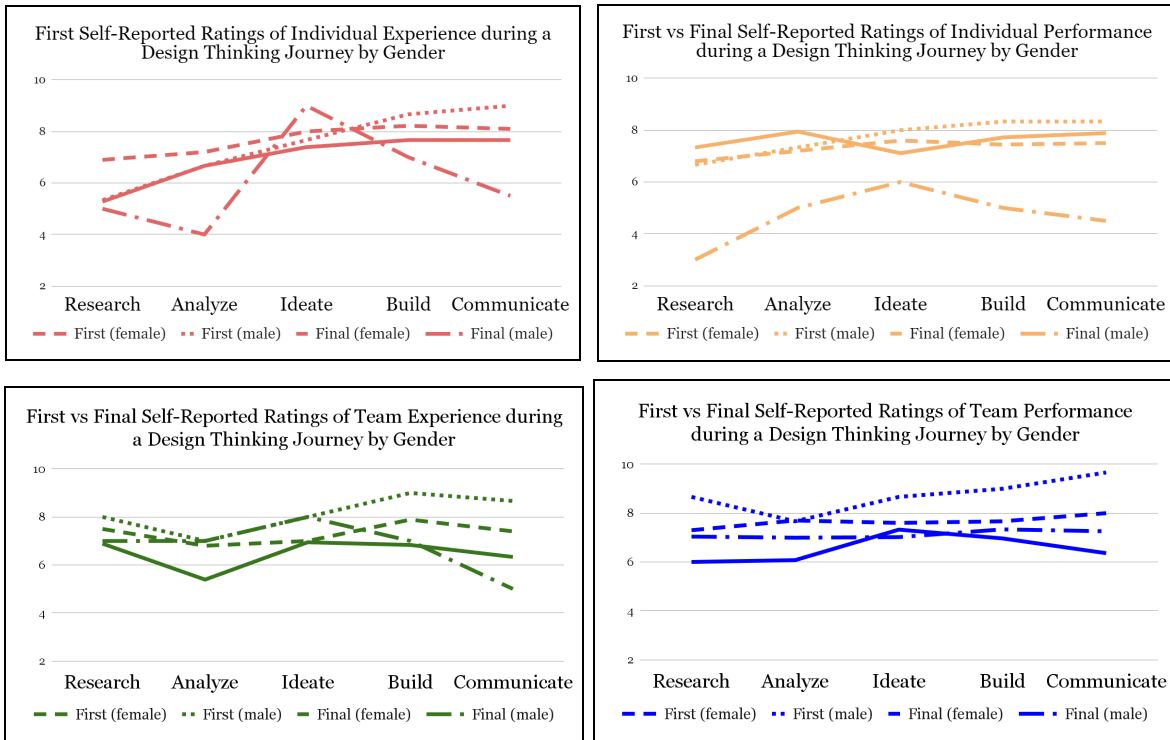 First Self-Reported Ratings of Individual Experience during a
Design Thinking Journey by Gender
10
8
6
4
2
Research Analyze Ideate Build Communicate
First (female) First (male) Final (female) Final (male)
First vs Final Self-Reported Ratings of Individual Performance
during a Design Thinking Journey by Gender
10
8
6
4
2
Research Analyze Ideate Build Communicate
First (female) First (male) Final (female) Final (male)
First vs Final Self-Reported Ratings of Team Experience during
a Design Thinking Journey by Gender
10
8
6
4
2
Research Analyze Ideate Build Communicate
First (female) First (male) Final (female) Final (male)
First vs Final Self-Reported Ratings of Team Performance
during a Design Thinking Journey by Gender
10
8
6
4
2
Research Analyze Ideate Build Communicate
First (female) First (male) Final (female) Final (male)